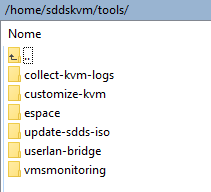 /home/sddskvm/tools/
Nome
..
collect-kvm-logs
customize-kvm
espace
update-sdds-iso
userlan-bridge
vmsmonitoring